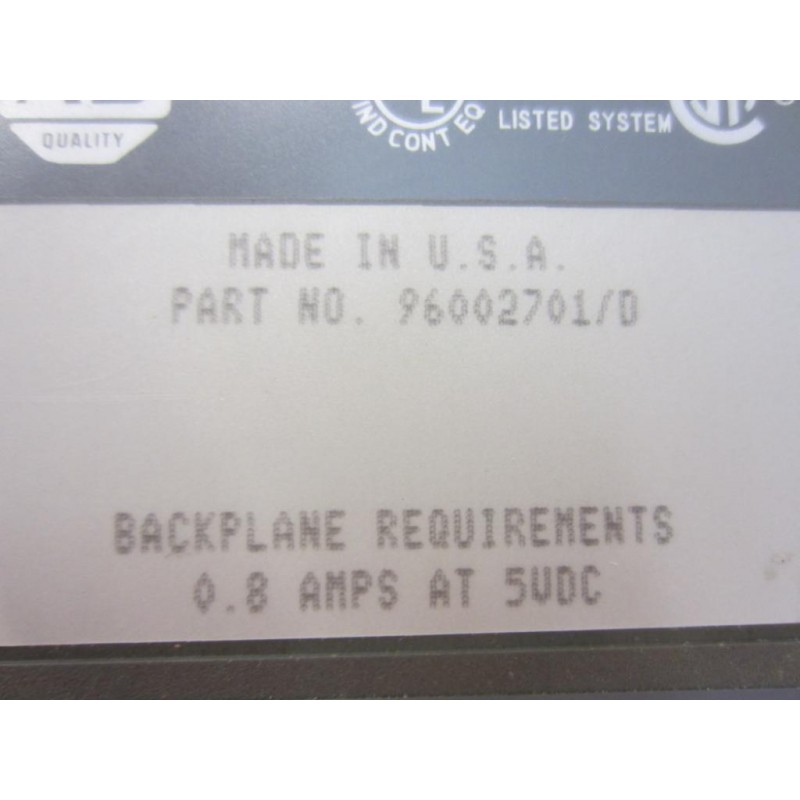 QUALITY
IND CONT EQ
LISTED SYSTEM
MADE IN U.S.A.
PART NO. 96002701/D
BACKPLANE REQUIREMENTS
0.8 AMPS AT 5VDC